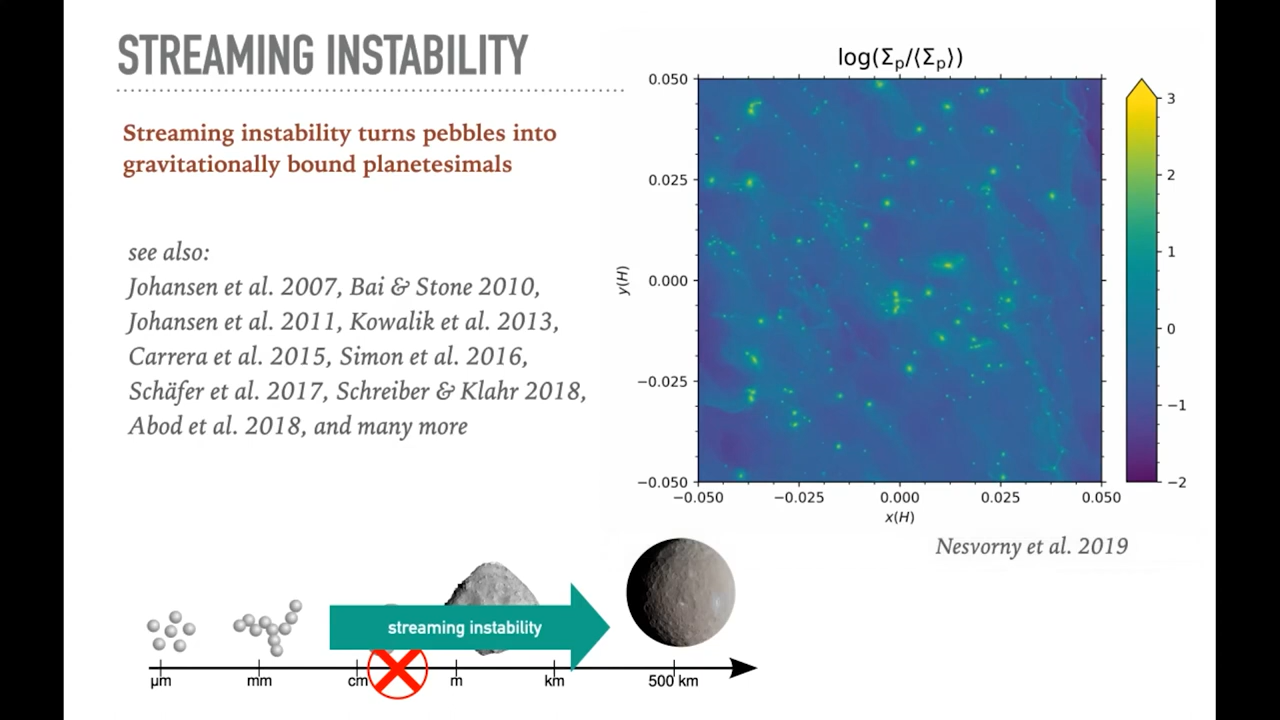 STREAMING INSTABILITY
Streaming instability turns pebbles into
gravitationally bound planetesimals
see also:
Johansen et al. 2007, Bai & Stone 2010,
Johansen et al. 2011, Kowalik et al. 2013,
Carrera et al. 2015, Simon et al. 2016,
Schäfer et al. 2017, Schreiber & Klahr 2018,
Abod et al. 2018, and many more
log(Σp/⟨Σp⟩)
0.050
0.025
0.000
−0.025
−0.050
y(H)
−0.050 −0.025 0.000 0.025 0.050
x(H)
3
2
1
0
−1
−2
Nesvorny et al. 2019
streaming instability
μm mm cm m km 500 km